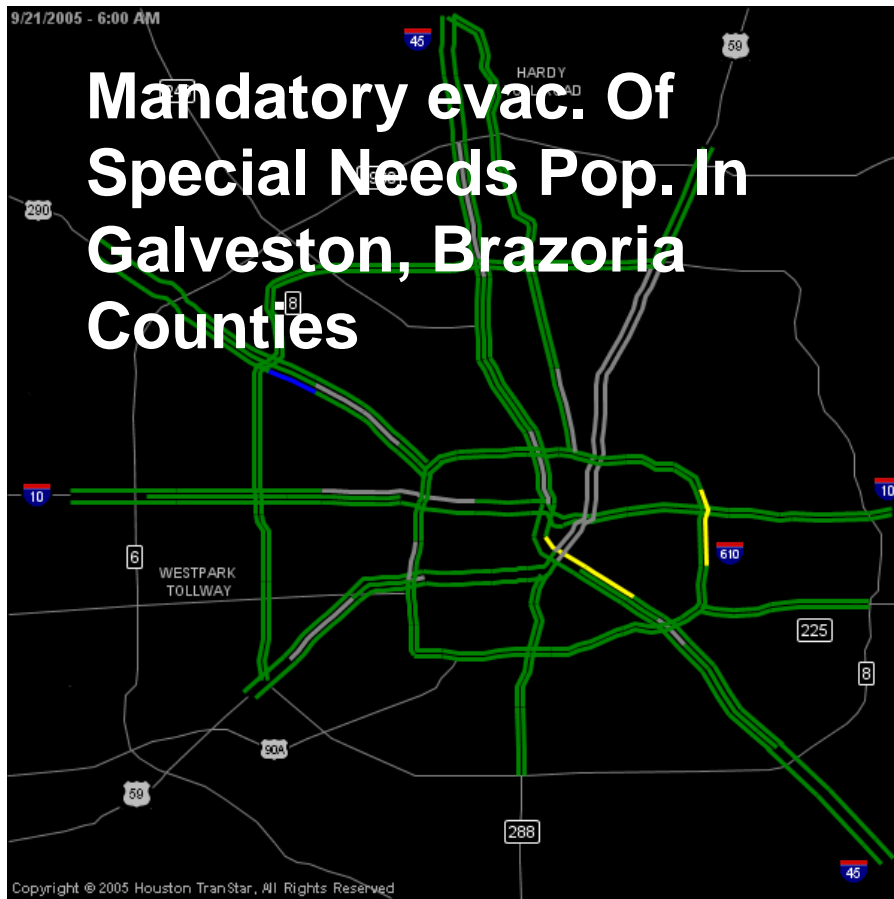 9/21/2005 - 6:00 AM
45
59
HARDY
Mandatory evac. Of
Special Needs Pop. In
290
Galveston, Brazoria
8
Counties
10
10
6
610
WESTPARK
TOLLWAY
225
8
90A
59
288
45
Copyright © 2005 Houston TranStar, All Rights Reserved